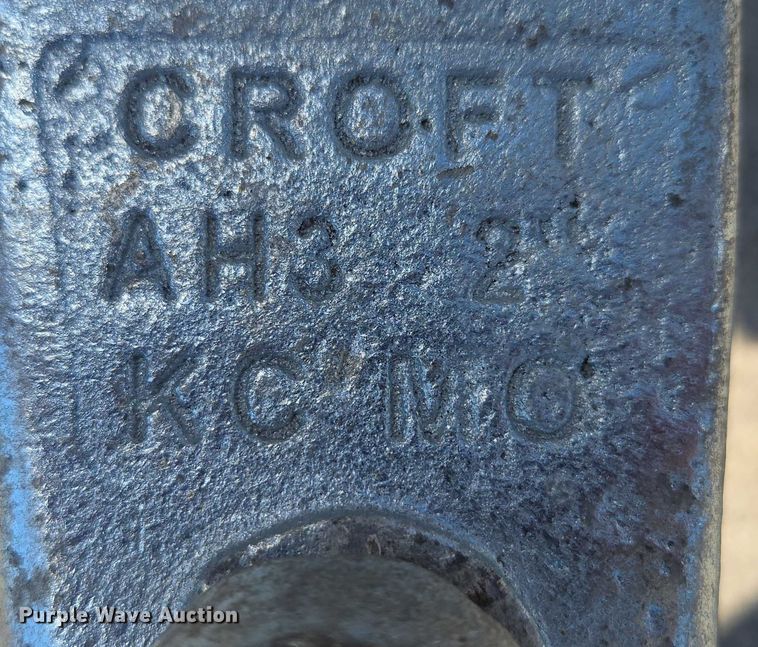 CROFT
AH3 2"
KC MO
Purple Wave Auction